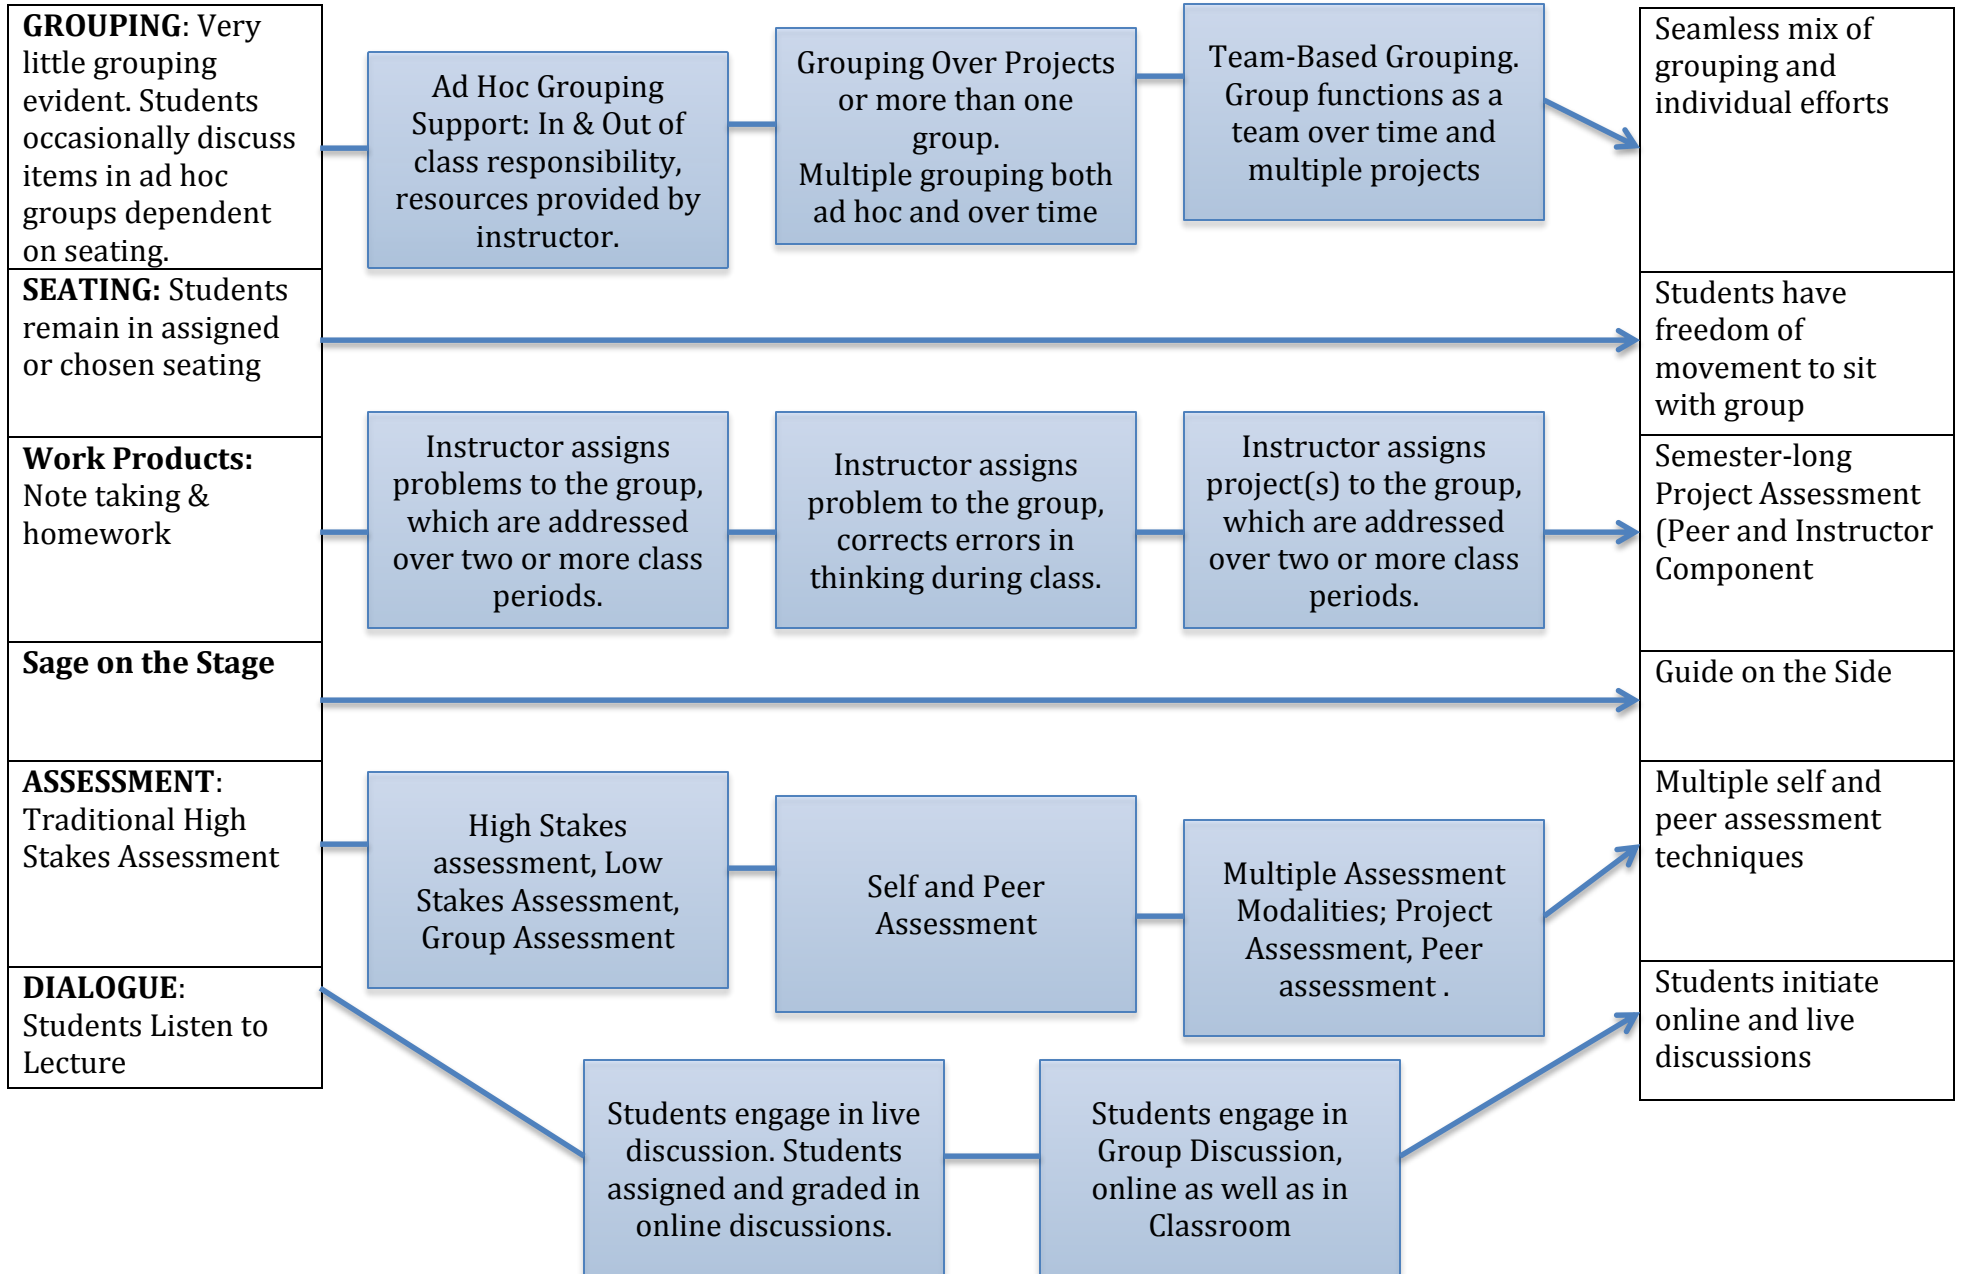 GROUPING: Very
little grouping
evident. Students
occasionally discuss
items in ad hoc
groups dependent
on seating.
Ad Hoc Grouping
Support: In & Out of
class responsibility,
resources provided by
instructor.
Grouping Over Projects
or more than one
group.
Multiple grouping both
ad hoc and over time
Team-Based Grouping.
Group functions as a
team over time and
multiple projects
Seamless mix of
grouping and
individual efforts
SEATING: Students
remain in assigned
or chosen seating
Students have
freedom of
movement to sit
with group
Work Products:
Note taking &
homework
Instructor assigns
problems to the group,
which are addressed
over two or more class
periods.
Instructor assigns
problem to the group,
corrects errors in
thinking during class.
Instructor assigns
project(s) to the group,
which are addressed
over two or more class
periods.
Semester-long
Project Assessment
(Peer and Instructor
Component
Sage on the Stage
Guide on the Side
ASSESSMENT:
Traditional High
Stakes Assessment
High Stakes
assessment, Low
Stakes Assessment,
Group Assessment
Self and Peer
Assessment
Multiple Assessment
Modalities; Project
Assessment, Peer
assessment .
Multiple self and
peer assessment
techniques
DIALOGUE:
Students Listen to
Lecture
Students engage in live
discussion. Students
assigned and graded in
online discussions.
Students engage in
Group Discussion,
online as well as in
Classroom
Students initiate
online and live
discussions